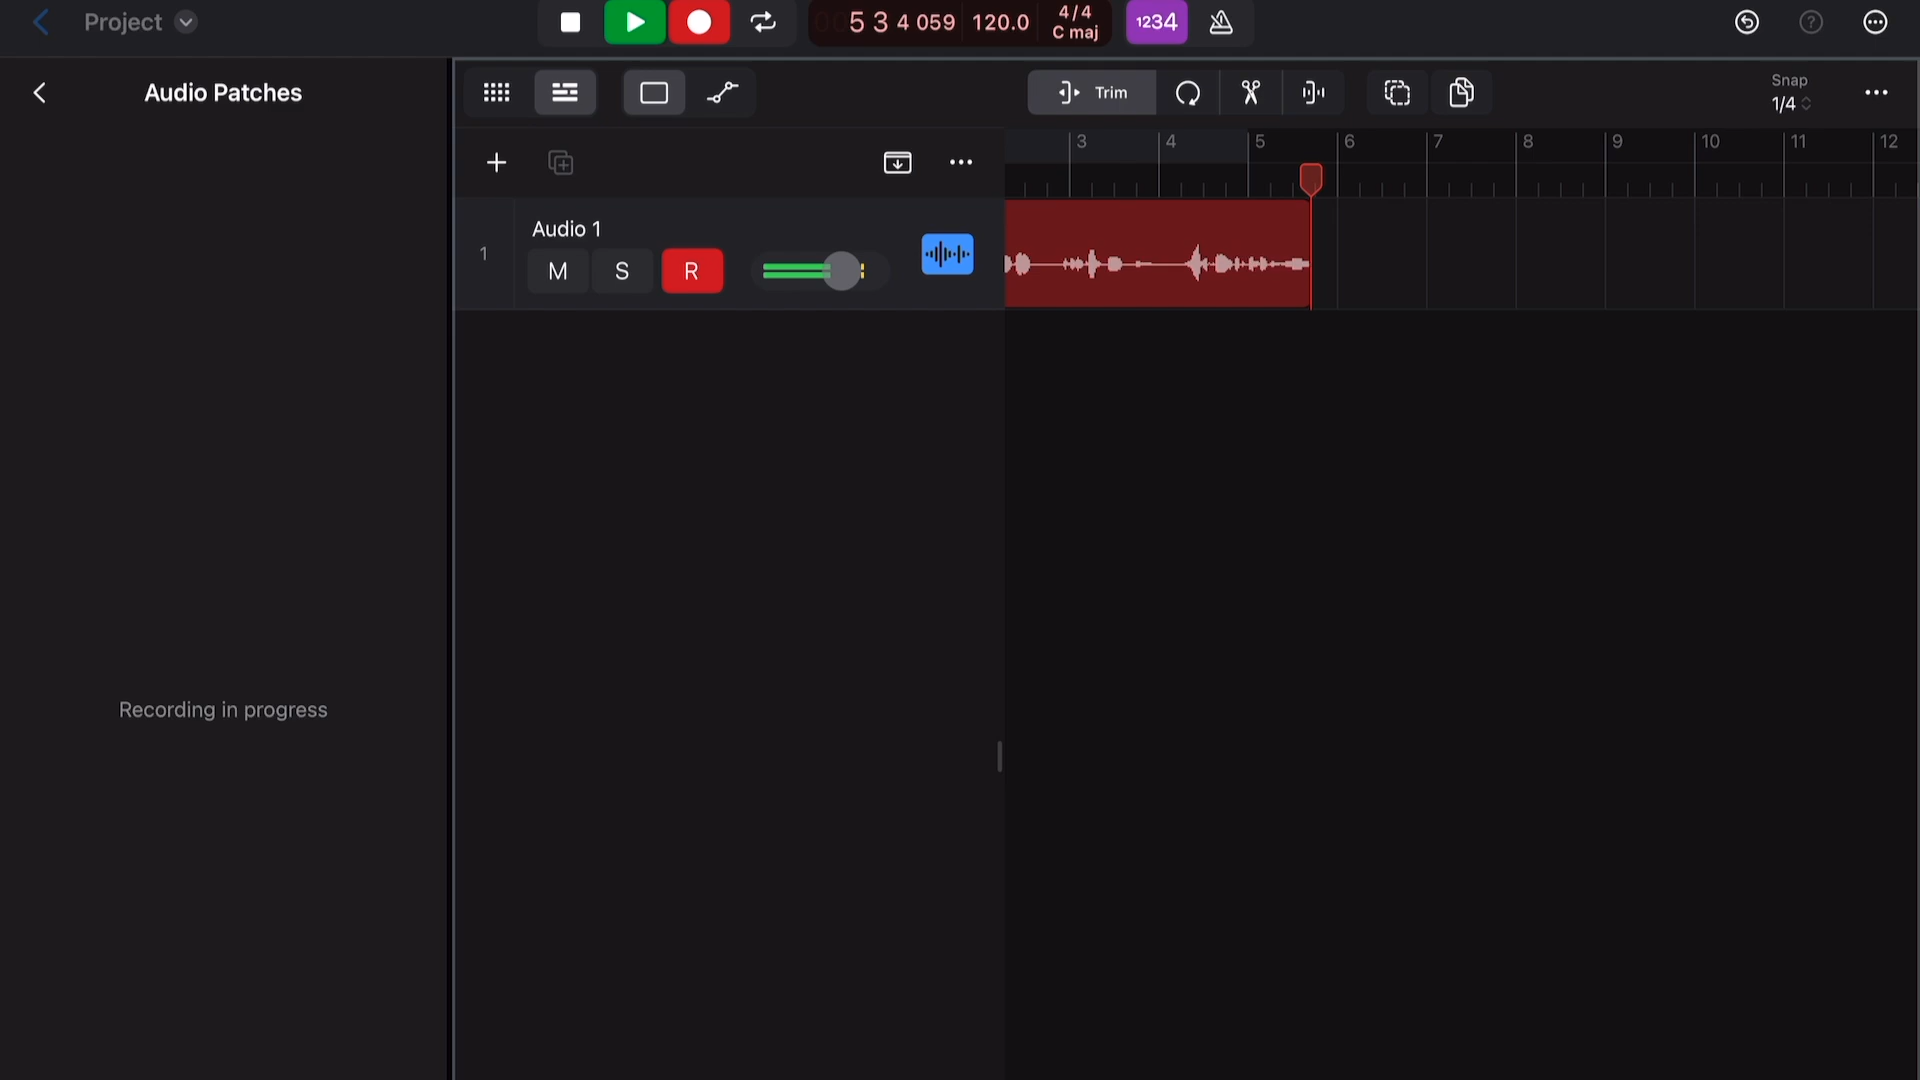 Project
005 3 4 059 120.0 4/4 C maj
1234
Audio Patches
Trim
Snap
1/4
3 4 5 6 7 8 9 10 11 12
1
Audio 1
M S R
Recording in progress